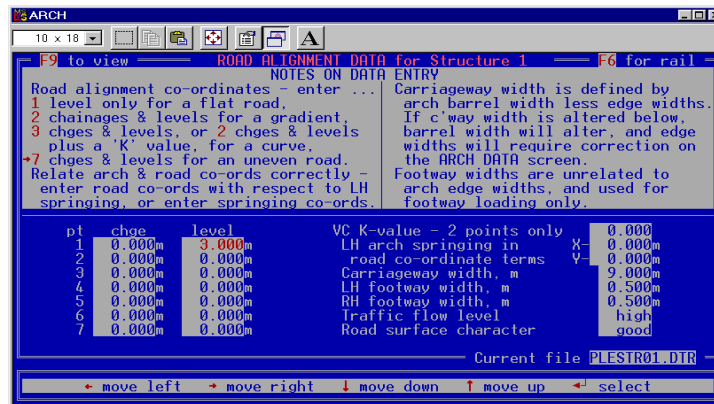 ARCH
10 x 18
A
F9 to view ROAD ALIGNMENT DATA for Structure 1 F6 for rail
NOTES ON DATA ENTRY
Road alignment co-ordinates - enter ...
1 level only for a flat road,
2 chainages & levels for a gradient,
3 chges & levels, or 2 chges & levels
plus a 'K' value, for a curve,
→7 chges & levels for an uneven road.
Relate arch & road co-ords correctly -
enter road co-ords with respect to LH
springing, or enter springing co-ords.
Carriageway width is defined by
arch barrel width less edge widths.
If c'way width is altered below,
barrel width will alter, and edge
widths will require correction on
the ARCH DATA screen.
Footway widths are unrelated to
arch edge widths, and used for
footway loading only.
pt chge level
1 0.000m 3.000m
2 0.000m 0.000m
3 0.000m 0.000m
4 0.000m 0.000m
5 0.000m 0.000m
6 0.000m 0.000m
7 0.000m 0.000m
VC K-value - 2 points only 0.000
LH arch springing in X- 0.000m
road co-ordinate terms Y- 0.000m
Carriageway width, m 9.000m
LH footway width, m 0.500m
RH footway width, m 0.500m
Traffic flow level high
Road surface character good
Current file PLESTR01.DTR
← move left → move right ↓ move down ↑ move up ↵ select